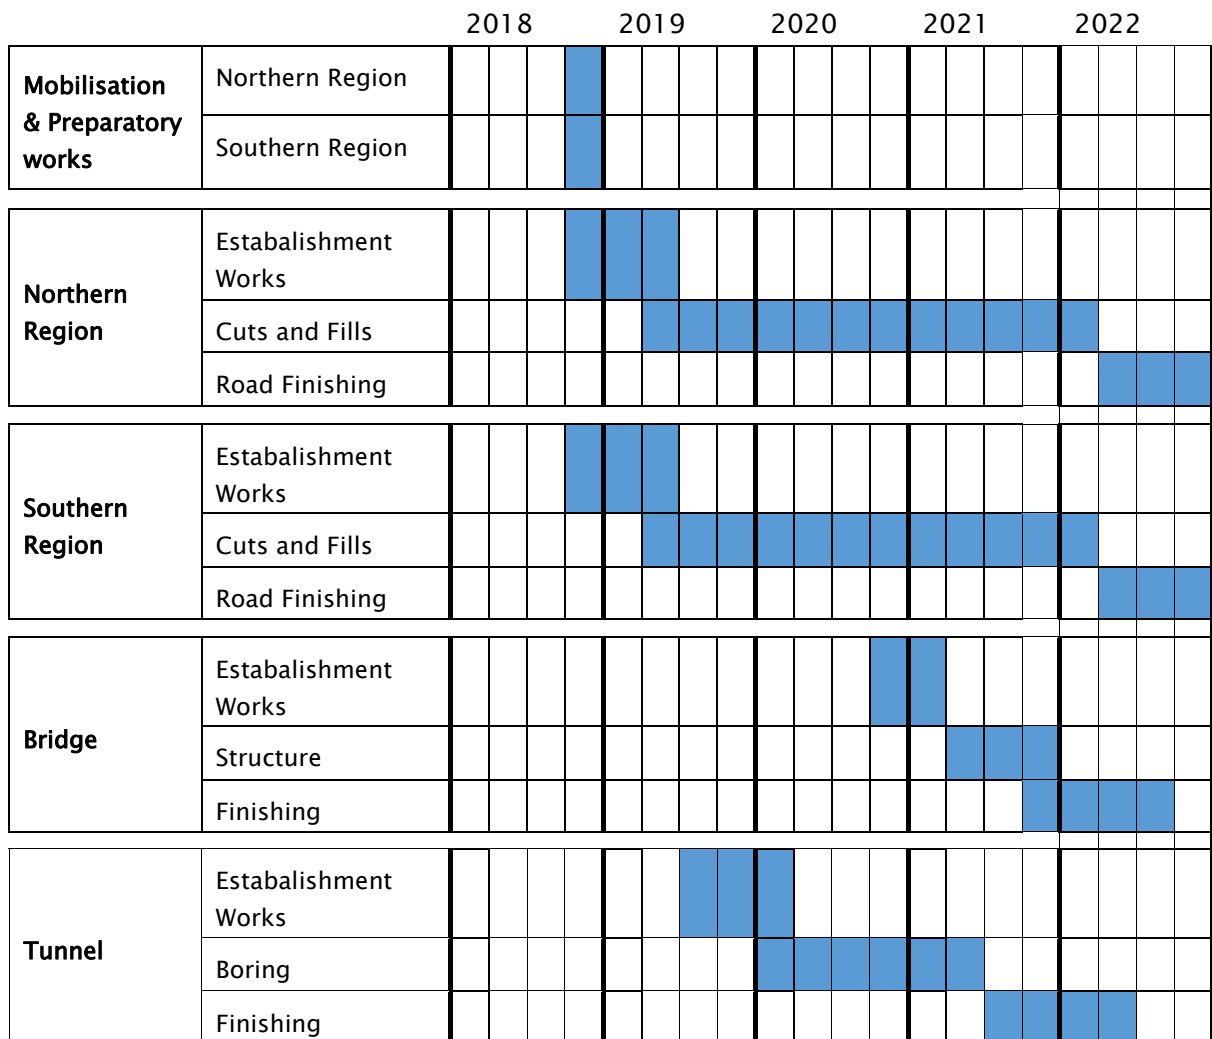 2018 2019 2020 2021 2022
Mobilisation
& Preparatory
works
Northern Region
Southern Region
Northern
Region
Estabalishment
Works
Cuts and Fills
Road Finishing
Southern
Region
Estabalishment
Works
Cuts and Fills
Road Finishing
Bridge
Estabalishment
Works
Structure
Finishing
Tunnel
Estabalishment
Works
Boring
Finishing